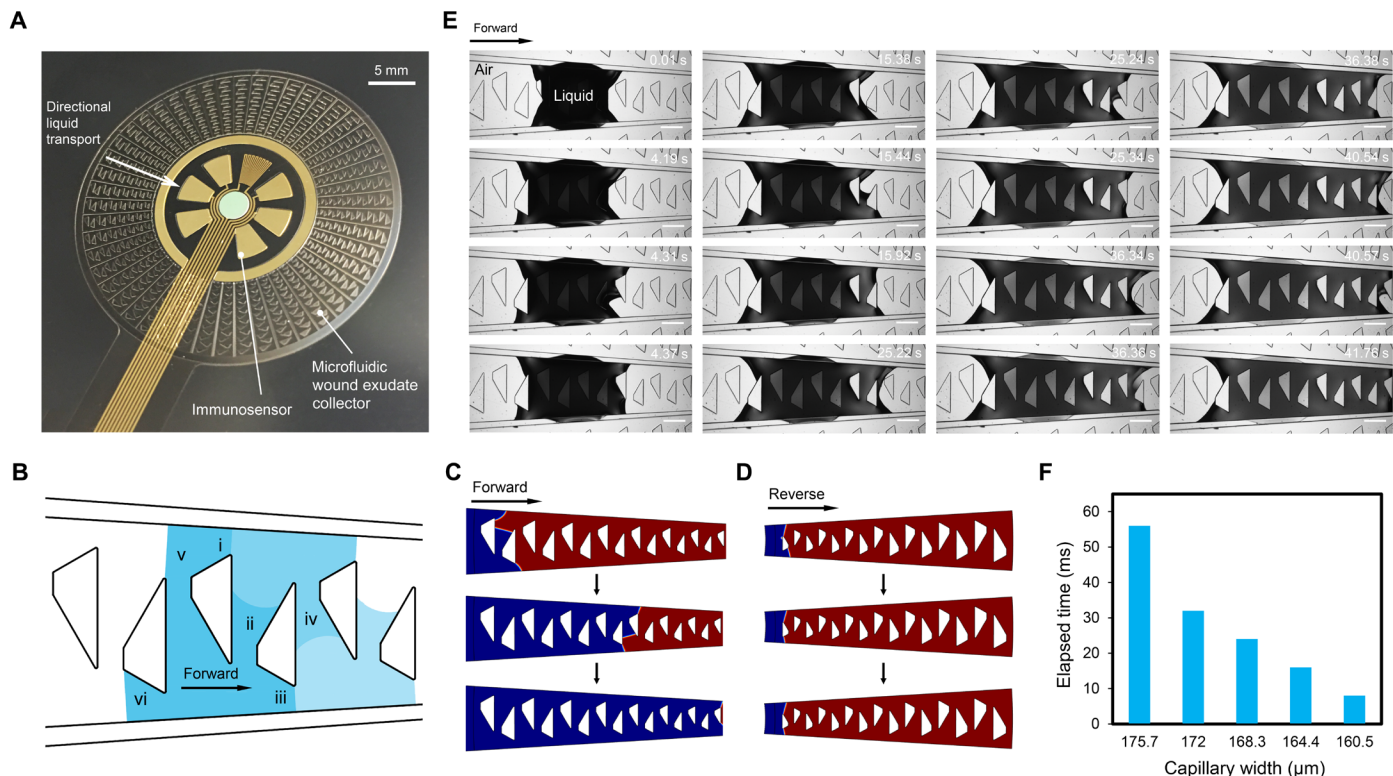 A
5 mm
Directional
liquid
transport
Microfluidic
wound exudate
collector
Immunosensor
B
i
v
ii
iv
Forward
vi
iii
C
Forward
D
Reverse
E
Forward
Air
Liquid
0.01 s
15.38 s
25.24 s
36.38 s
4.19 s
15.44 s
25.34 s
40.54 s
4.31 s
15.92 s
36.34 s
40.57 s
4.37 s
25.22 s
36.36 s
41.76 s
F
Elapsed time (ms)
60
50
40
30
20
10
0
175.7
172
168.3
164.4
160.5
Capillary width (µm)